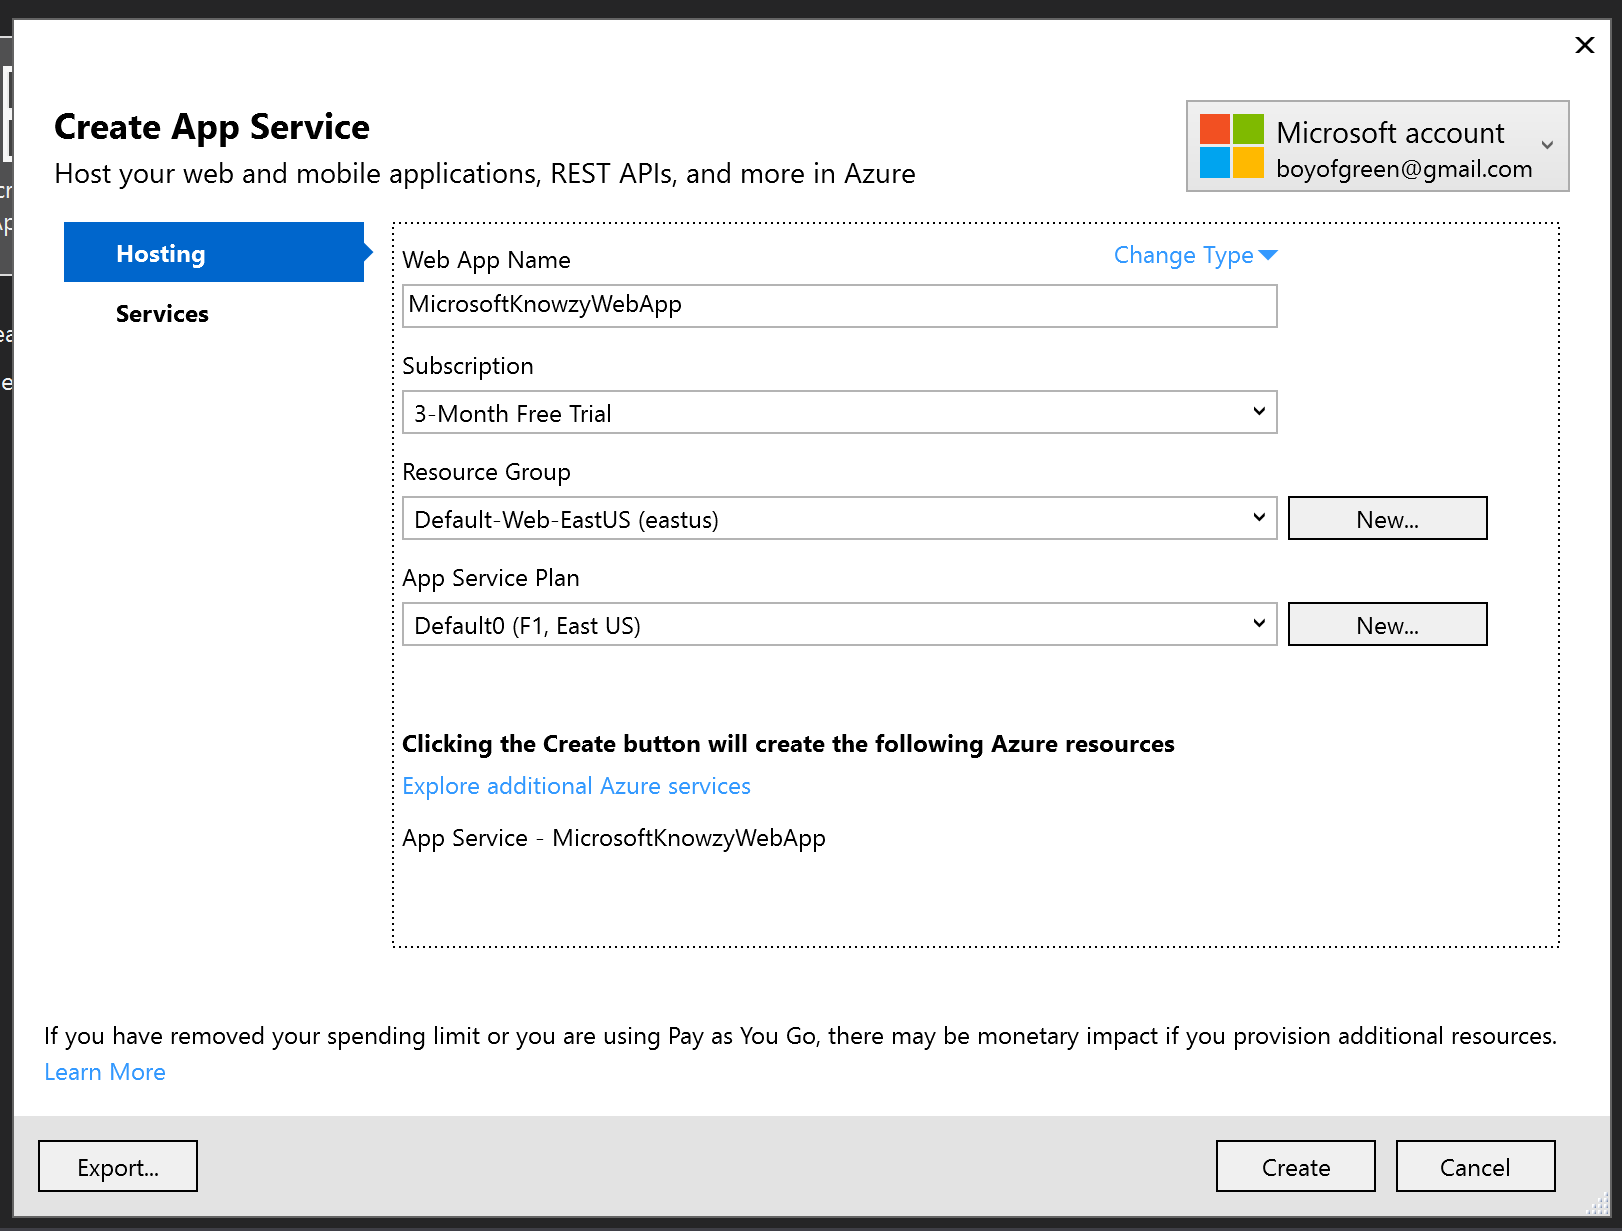 Create App Service
Host your web and mobile applications, REST APIs, and more in Azure
Microsoft account
boyofgreen@gmail.com
Hosting
Services
Web App Name
Change Type
MicrosoftKnowzyWebApp
Subscription
3-Month Free Trial
Resource Group
Default-Web-EastUS (eastus)
New...
App Service Plan
Default0 (F1, East US)
New...
Clicking the Create button will create the following Azure resources
Explore additional Azure services
App Service - MicrosoftKnowzyWebApp
If you have removed your spending limit or you are using Pay as You Go, there may be monetary impact if you provision additional resources.
Learn More
Export...
Create
Cancel